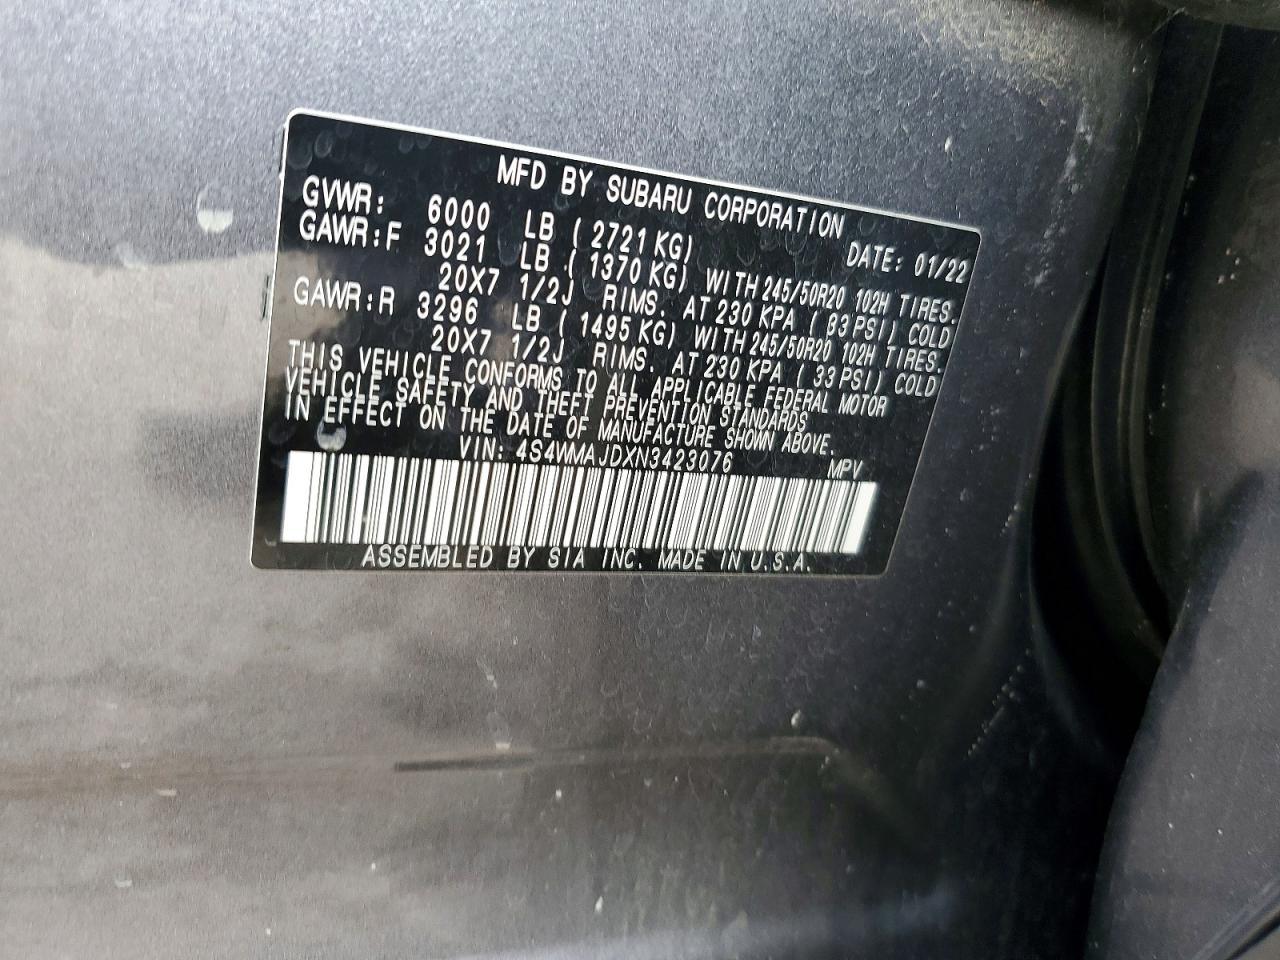 MFD BY SUBARU CORPORATION
GVWR: 6000 LB (2721 KG) DATE: 01/22
GAWR:F 3021 LB (1370 KG) WITH 245/50R20 102H TIRES.
20X7 1/2J RIMS. AT 230 KPA (33 PSI) COLD
GAWR:R 3296 LB (1495 KG) WITH 245/50R20 102H TIRES.
20X7 1/2J RIMS. AT 230 KPA (33 PSI) COLD
THIS VEHICLE CONFORMS TO ALL APPLICABLE FEDERAL MOTOR
VEHICLE SAFETY AND THEFT PREVENTION STANDARDS
IN EFFECT ON THE DATE OF MANUFACTURE SHOWN ABOVE.
VIN: 4S4WMAJDXN3423076 MPV
ASSEMBLED BY SIA INC. MADE IN U.S.A.